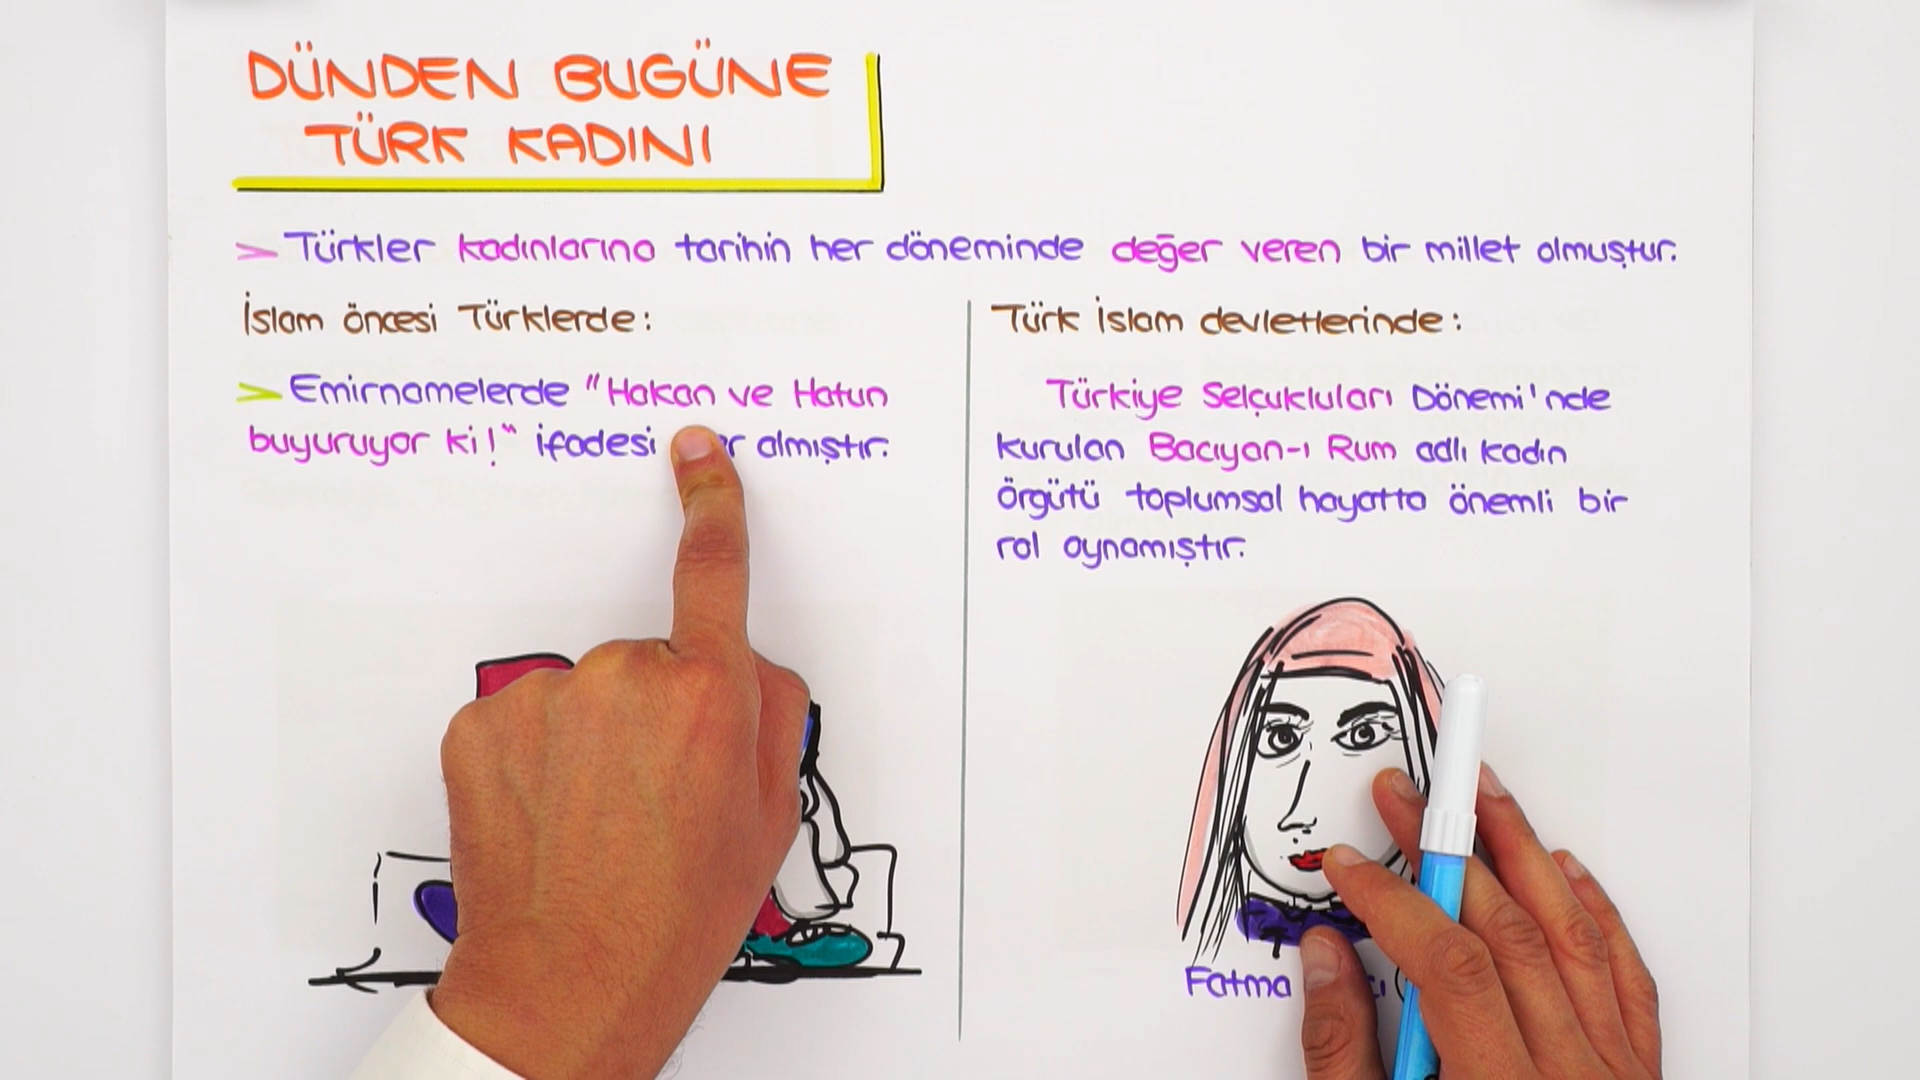 DÜNDEN BUGÜNE
TÜRK KADINI
> Türkler kadınlarına tarihin her döneminde değer veren bir millet olmuştur.
İslam öncesi Türklerde:
> Emirnamelerde "Hakan ve Hatun
buyuruyor ki!" ifadesi almıştır.
Türk İslam devletlerinde:
Türkiye Selçukluları Dönemi'nde
kurulan Bacıyan-ı Rum adlı kadın
örgütü toplumsal hayatta önemli bir
rol oynamıştır.
Fatma